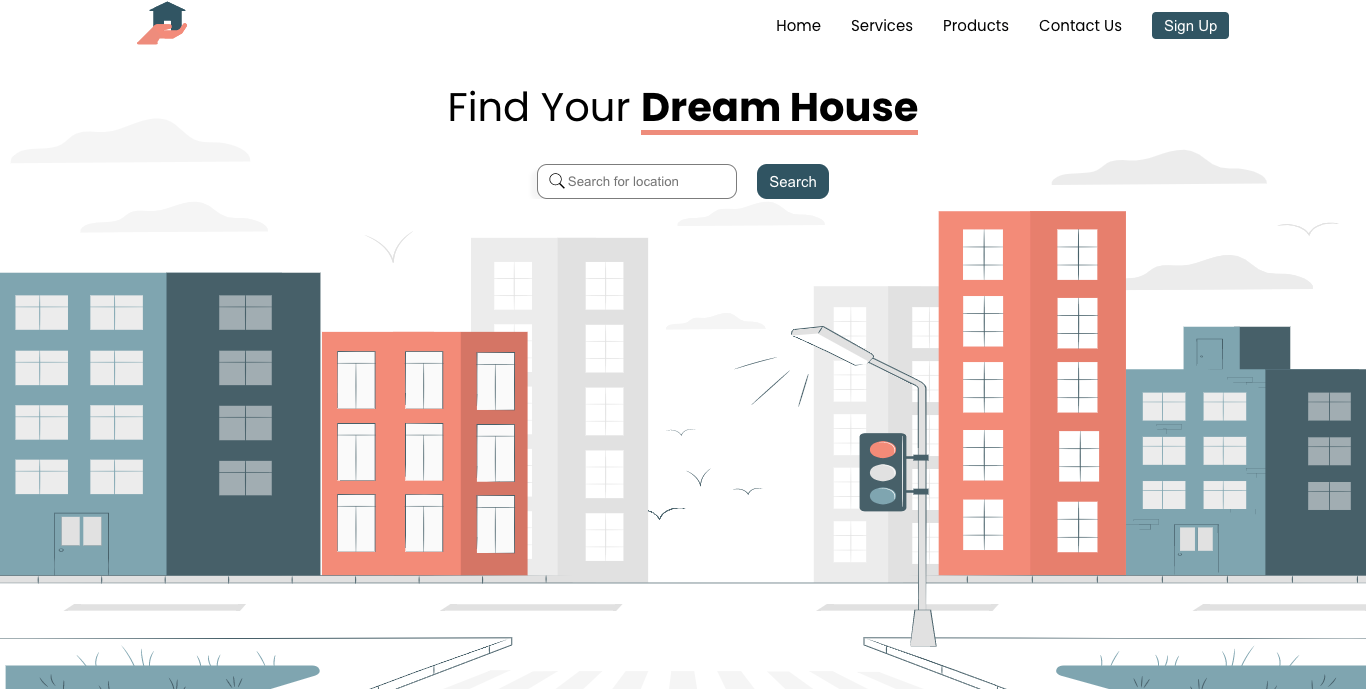 Home Services Products Contact Us Sign Up
Find Your Dream House
Search for location Search